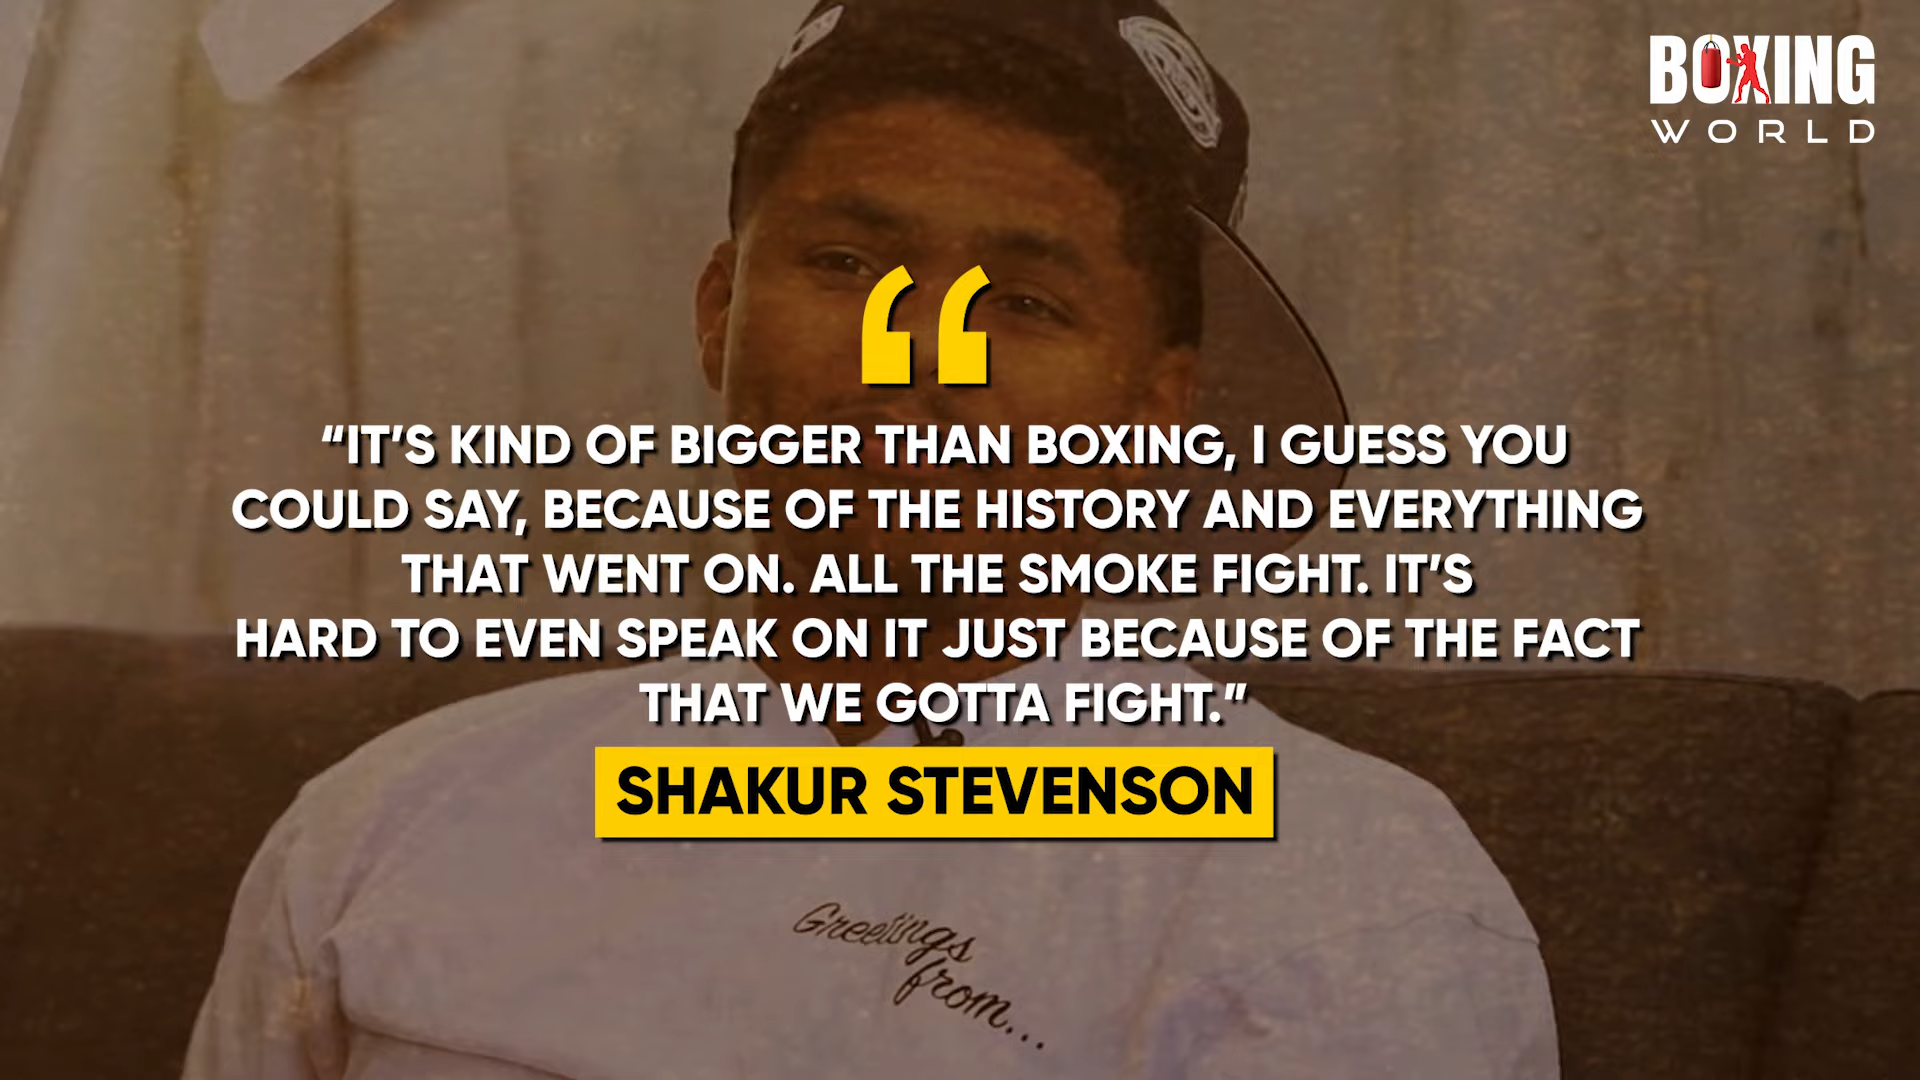 BOXING
WORLD
“
“IT’S KIND OF BIGGER THAN BOXING, I GUESS YOU
COULD SAY, BECAUSE OF THE HISTORY AND EVERYTHING
THAT WENT ON. ALL THE SMOKE FIGHT. IT’S
HARD TO EVEN SPEAK ON IT JUST BECAUSE OF THE FACT
THAT WE GOTTA FIGHT.”
SHAKUR STEVENSON
Greetings
from...